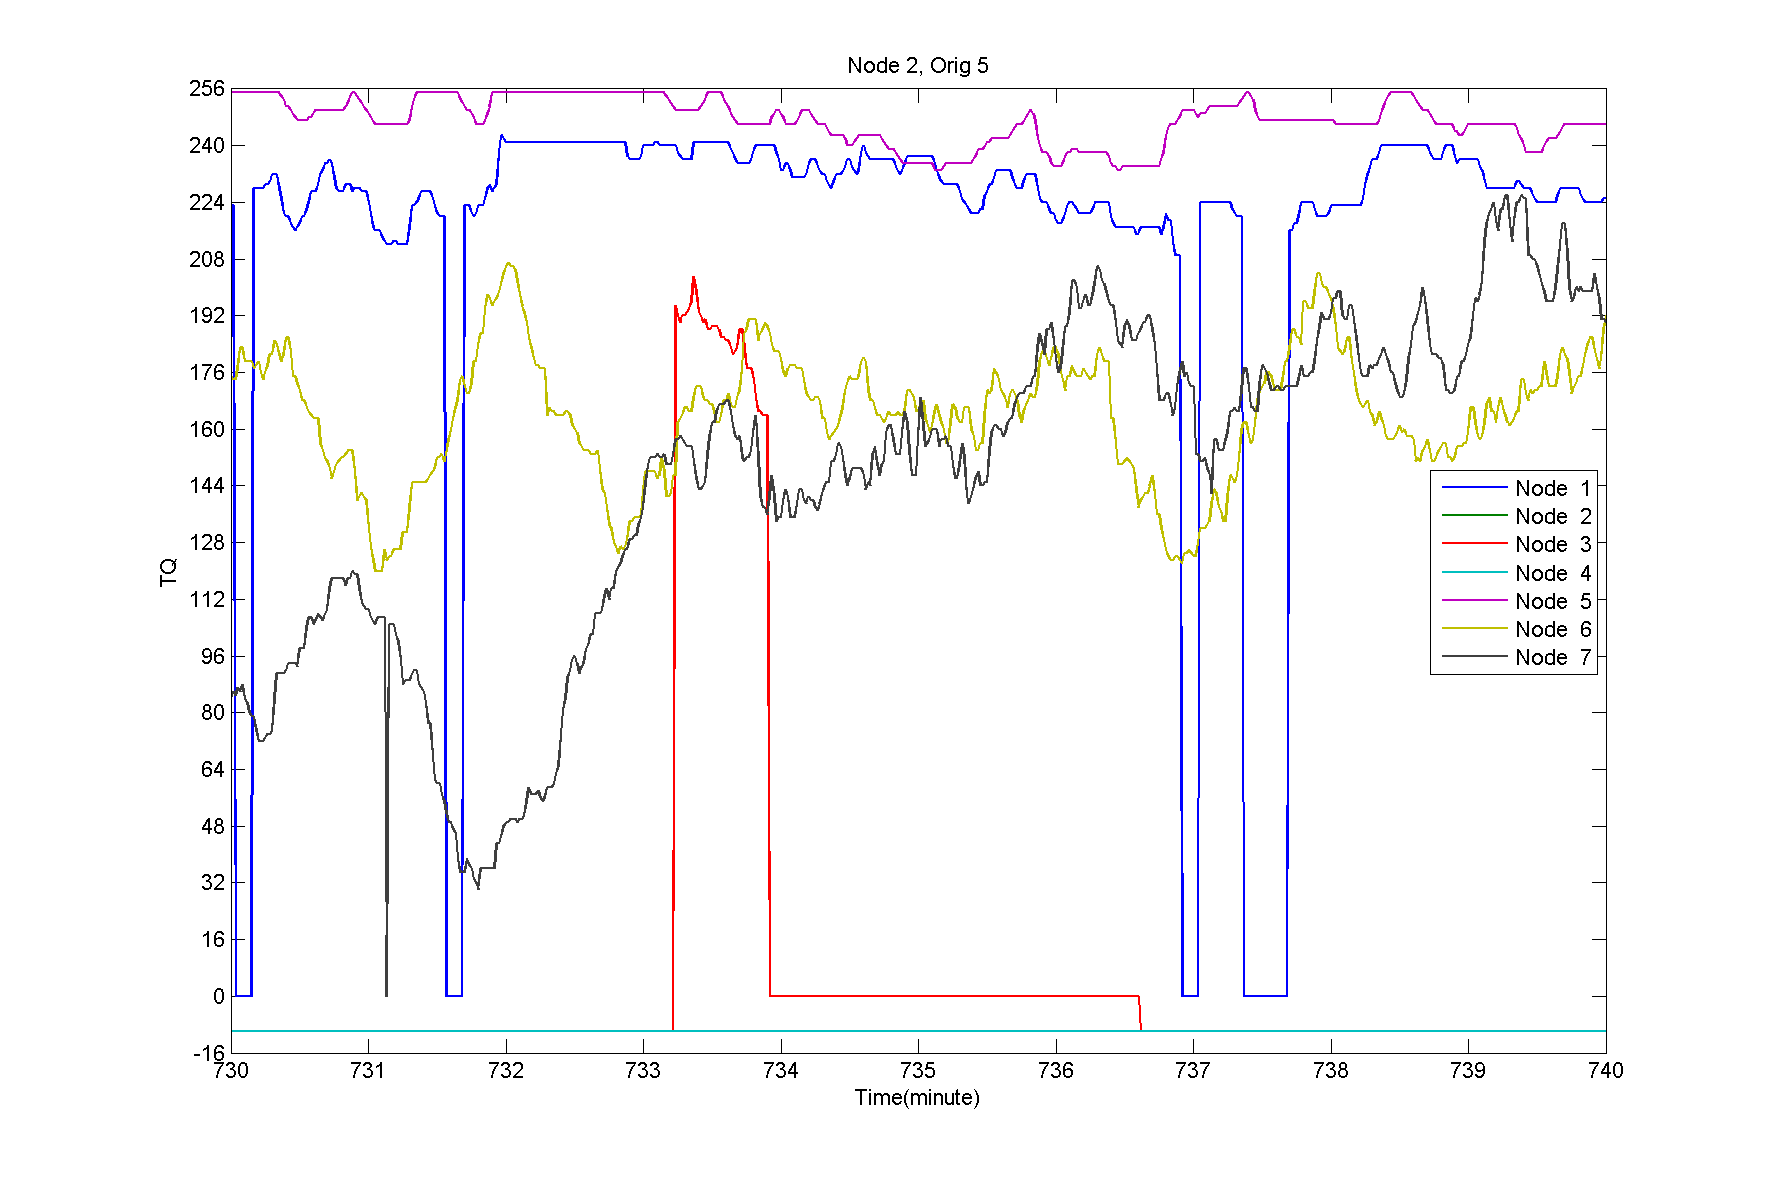 Node 2, Orig 5
256
240
224
208
192
176
160
144
128
112
96
80
64
48
32
16
0
-16
TQ
730 731 732 733 734 735 736 737 738 739 740
Time(minute)
Node 1
Node 2
Node 3
Node 4
Node 5
Node 6
Node 7